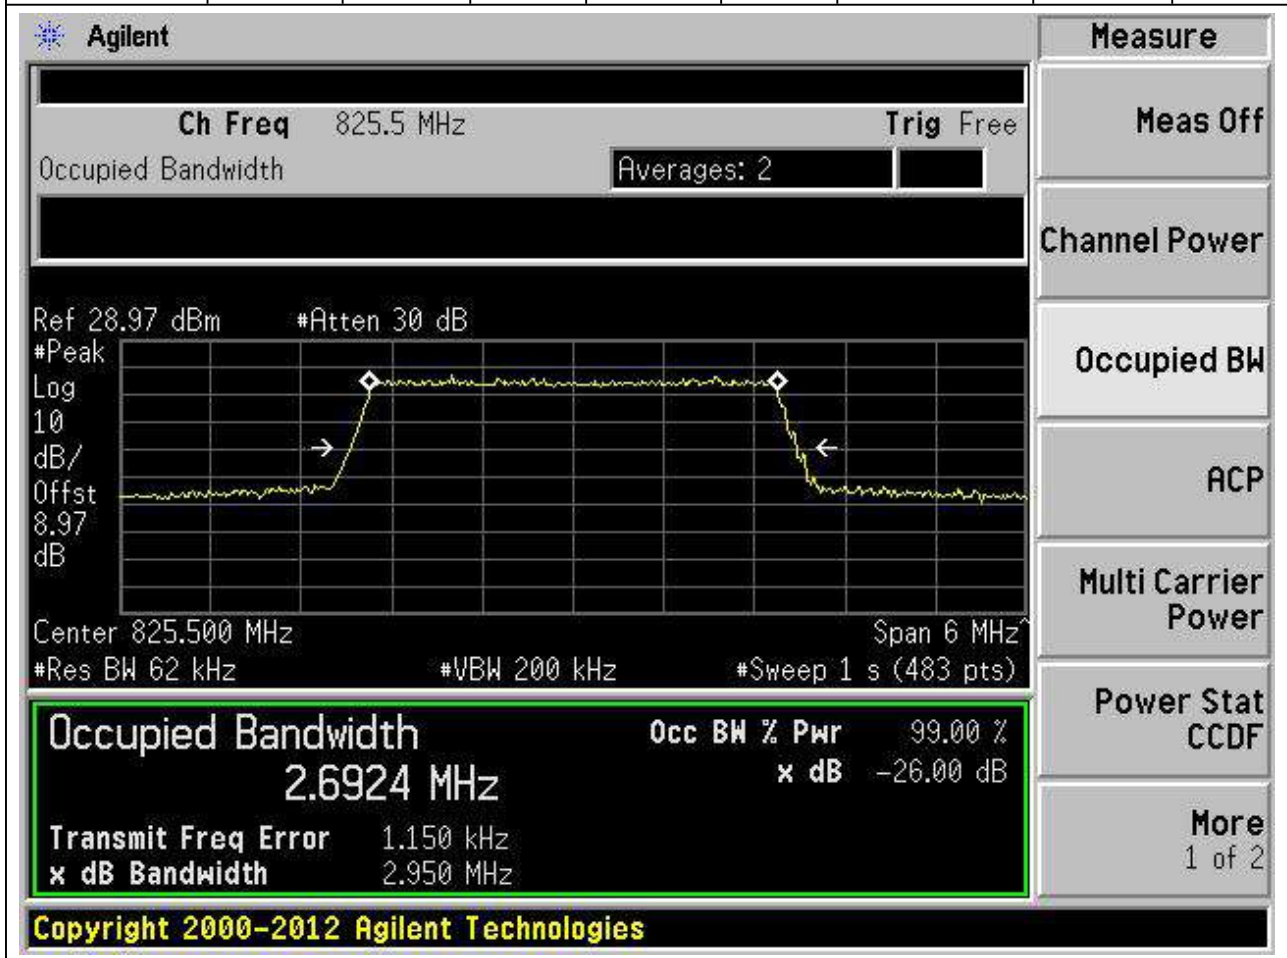 Agilent
Measure
Ch Freq 825.5 MHz Trig Free
Occupied Bandwidth Averages: 2
Meas Off
Channel Power
Occupied BW
ACP
Multi Carrier
Power
Power Stat
CCDF
More
1 of 2
Ref 28.97 dBm #Atten 30 dB
#Peak
Log
10
dB/
Offst
8.97
dB
Center 825.500 MHz Span 6 MHz^
#Res BW 62 kHz #VBW 200 kHz #Sweep 1 s (483 pts)
Occupied Bandwidth Occ BW % Pwr 99.00 %
2.6924 MHz x dB -26.00 dB
Transmit Freq Error 1.150 kHz
x dB Bandwidth 2.950 MHz
Copyright 2000-2012 Agilent Technologies